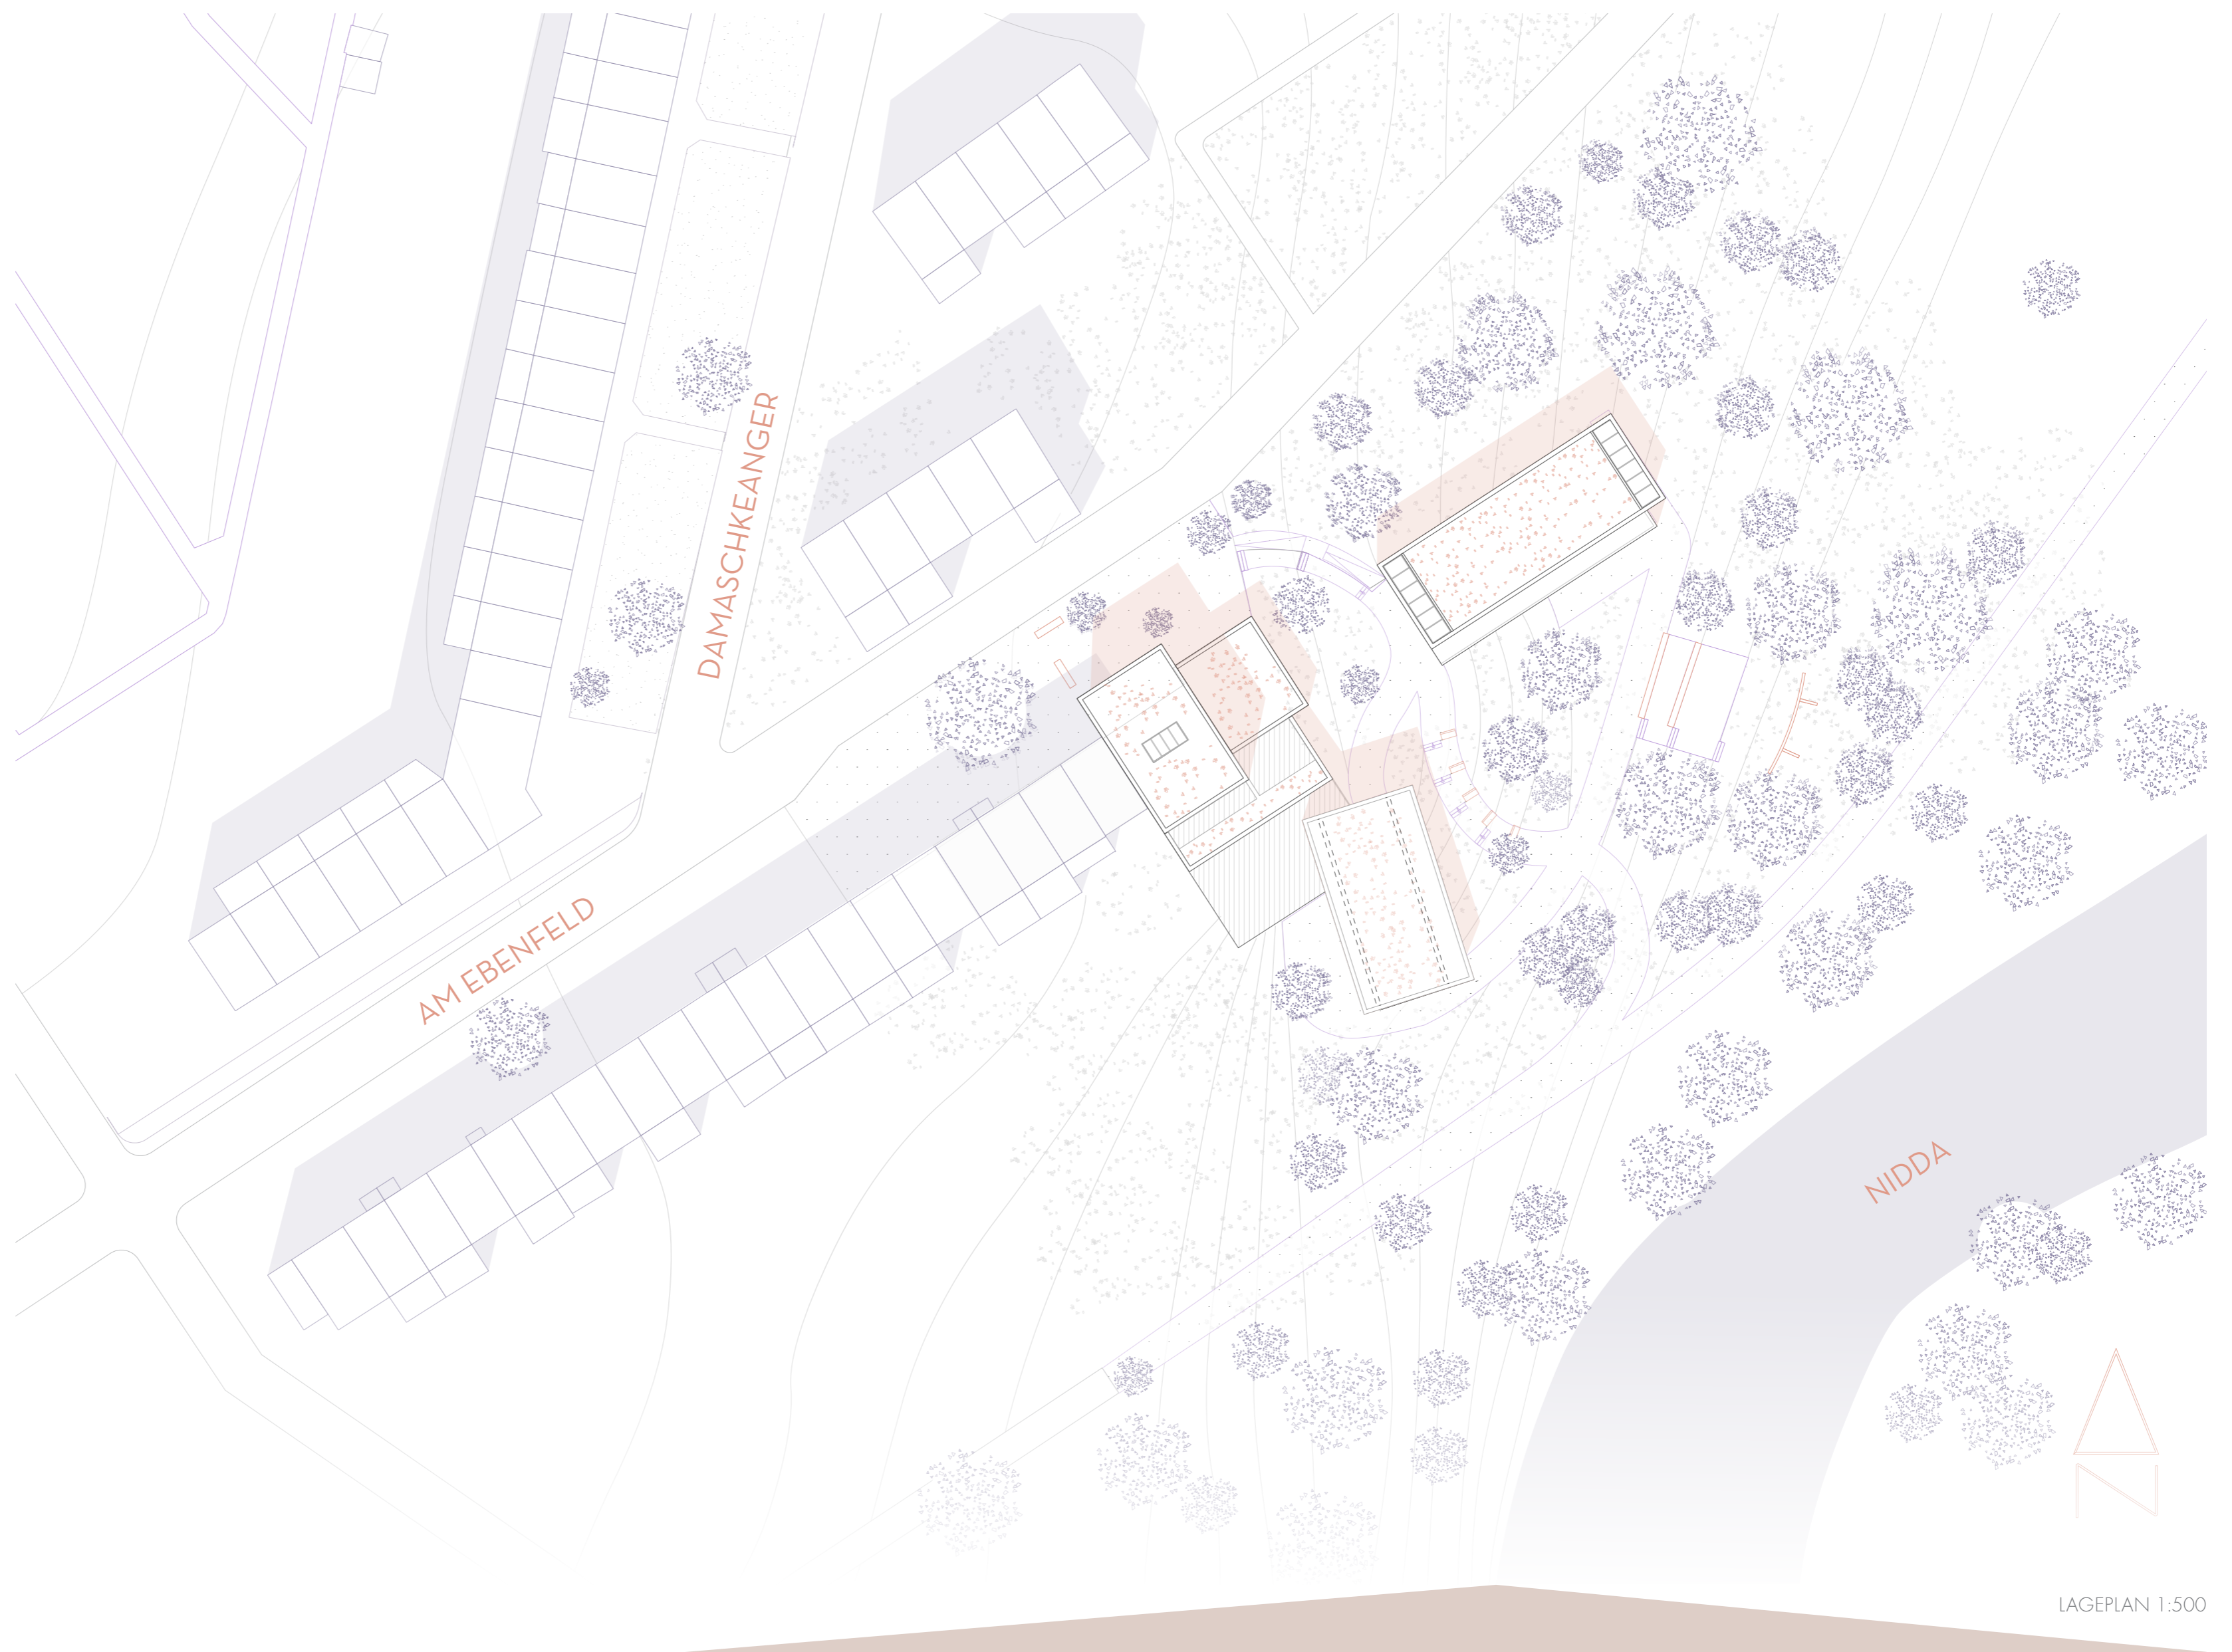 DAMASCHKEANGER
AM EBENFELD
NIDDA
N
LAGEPLAN 1:500